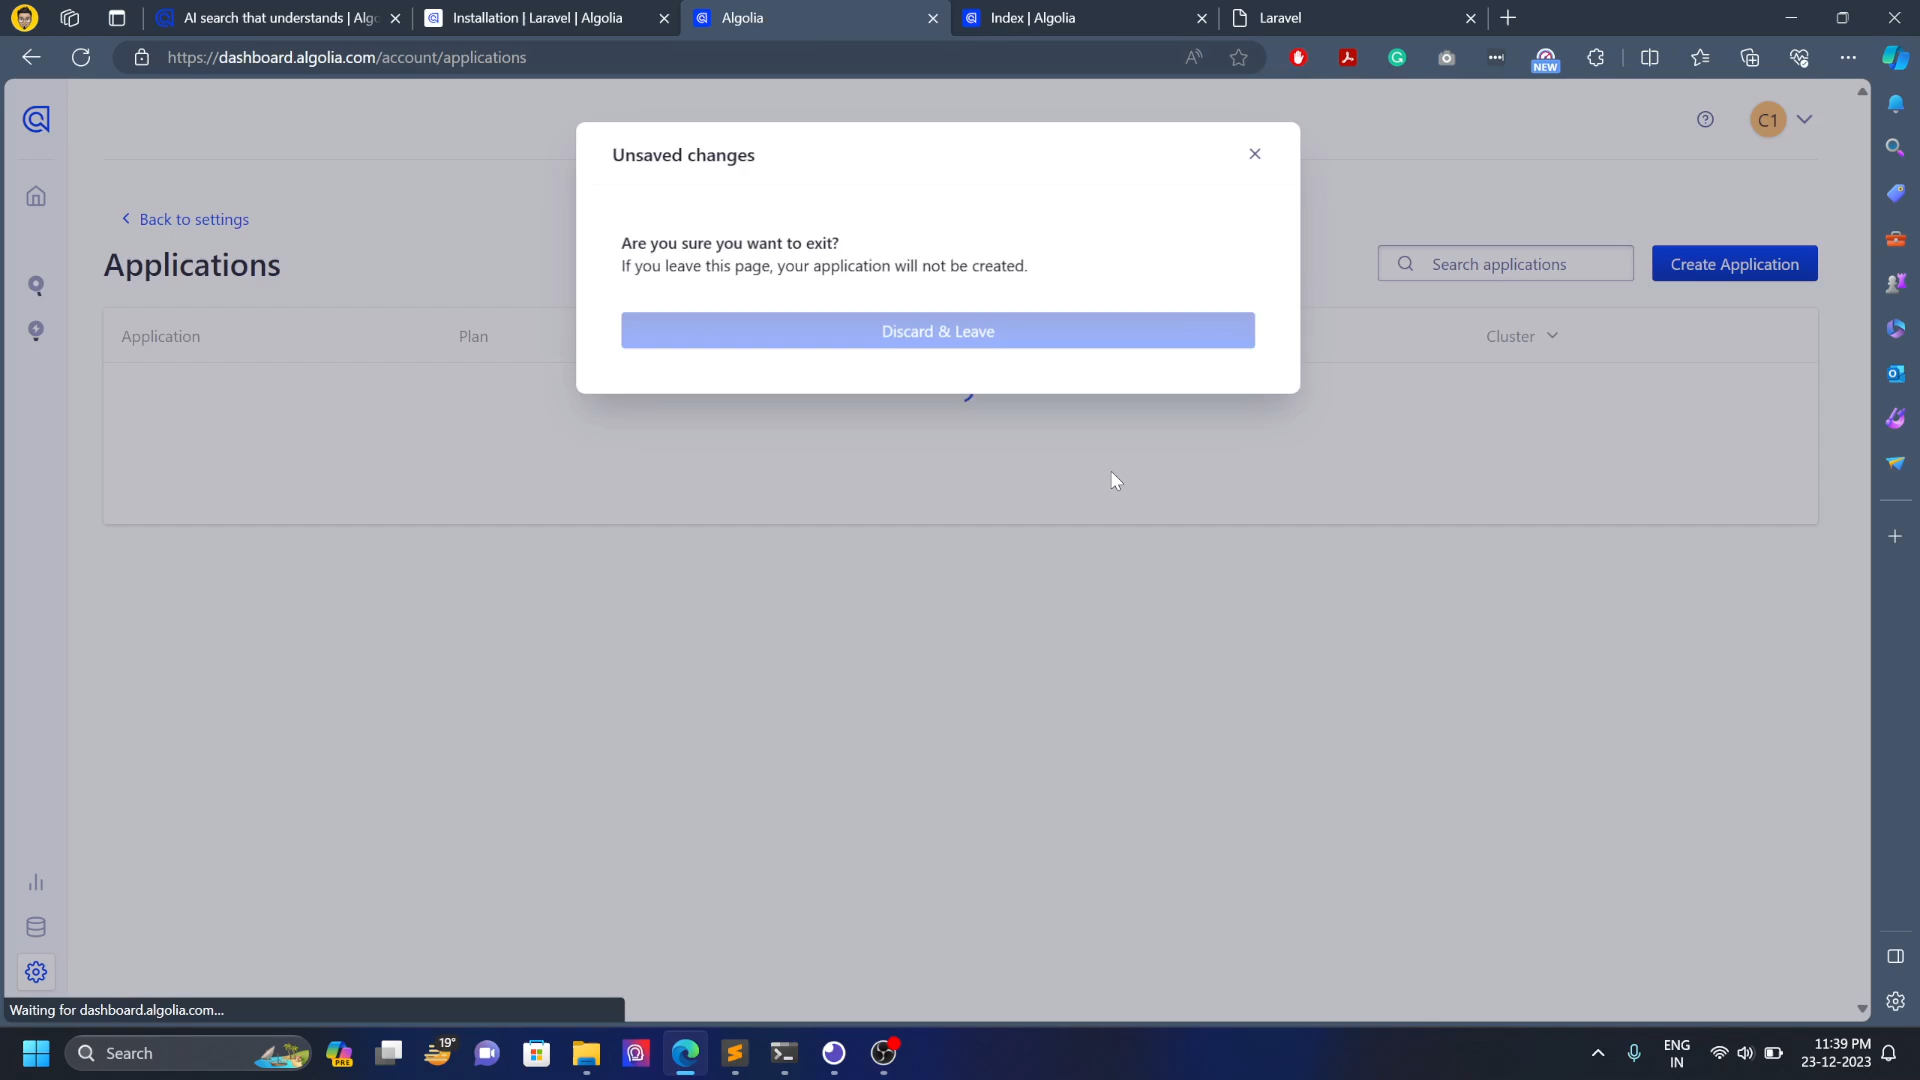 AI search that understands | Algo
Installation | Laravel | Algolia
Algolia
Index | Algolia
Laravel
https://dashboard.algolia.com/account/applications
NEW
C1
Unsaved changes
Are you sure you want to exit?
If you leave this page, your application will not be created.
Discard & Leave
Back to settings
Applications
Search applications
Create Application
Application
Plan
Cluster
Waiting for dashboard.algolia.com...
Search
PRE
19°
ENG
IN
11:39 PM
23-12-2023